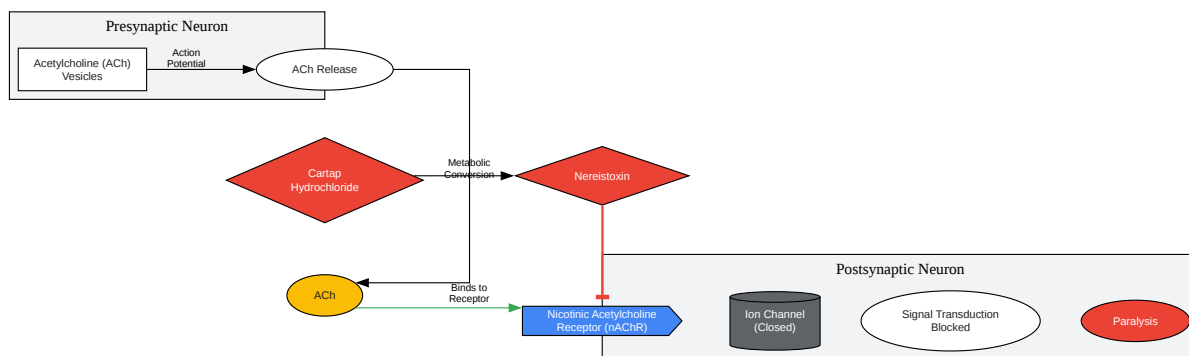 Presynaptic Neuron
Acetylcholine (ACh)
Vesicles
Action
Potential
ACh Release
Cartap
Hydrochloride
Metabolic
Conversion
Nereistoxin
ACh
Binds to
Receptor
Postsynaptic Neuron
Nicotinic Acetylcholine
Receptor (nAChR)
Ion Channel
(Closed)
Signal Transduction
Blocked
Paralysis